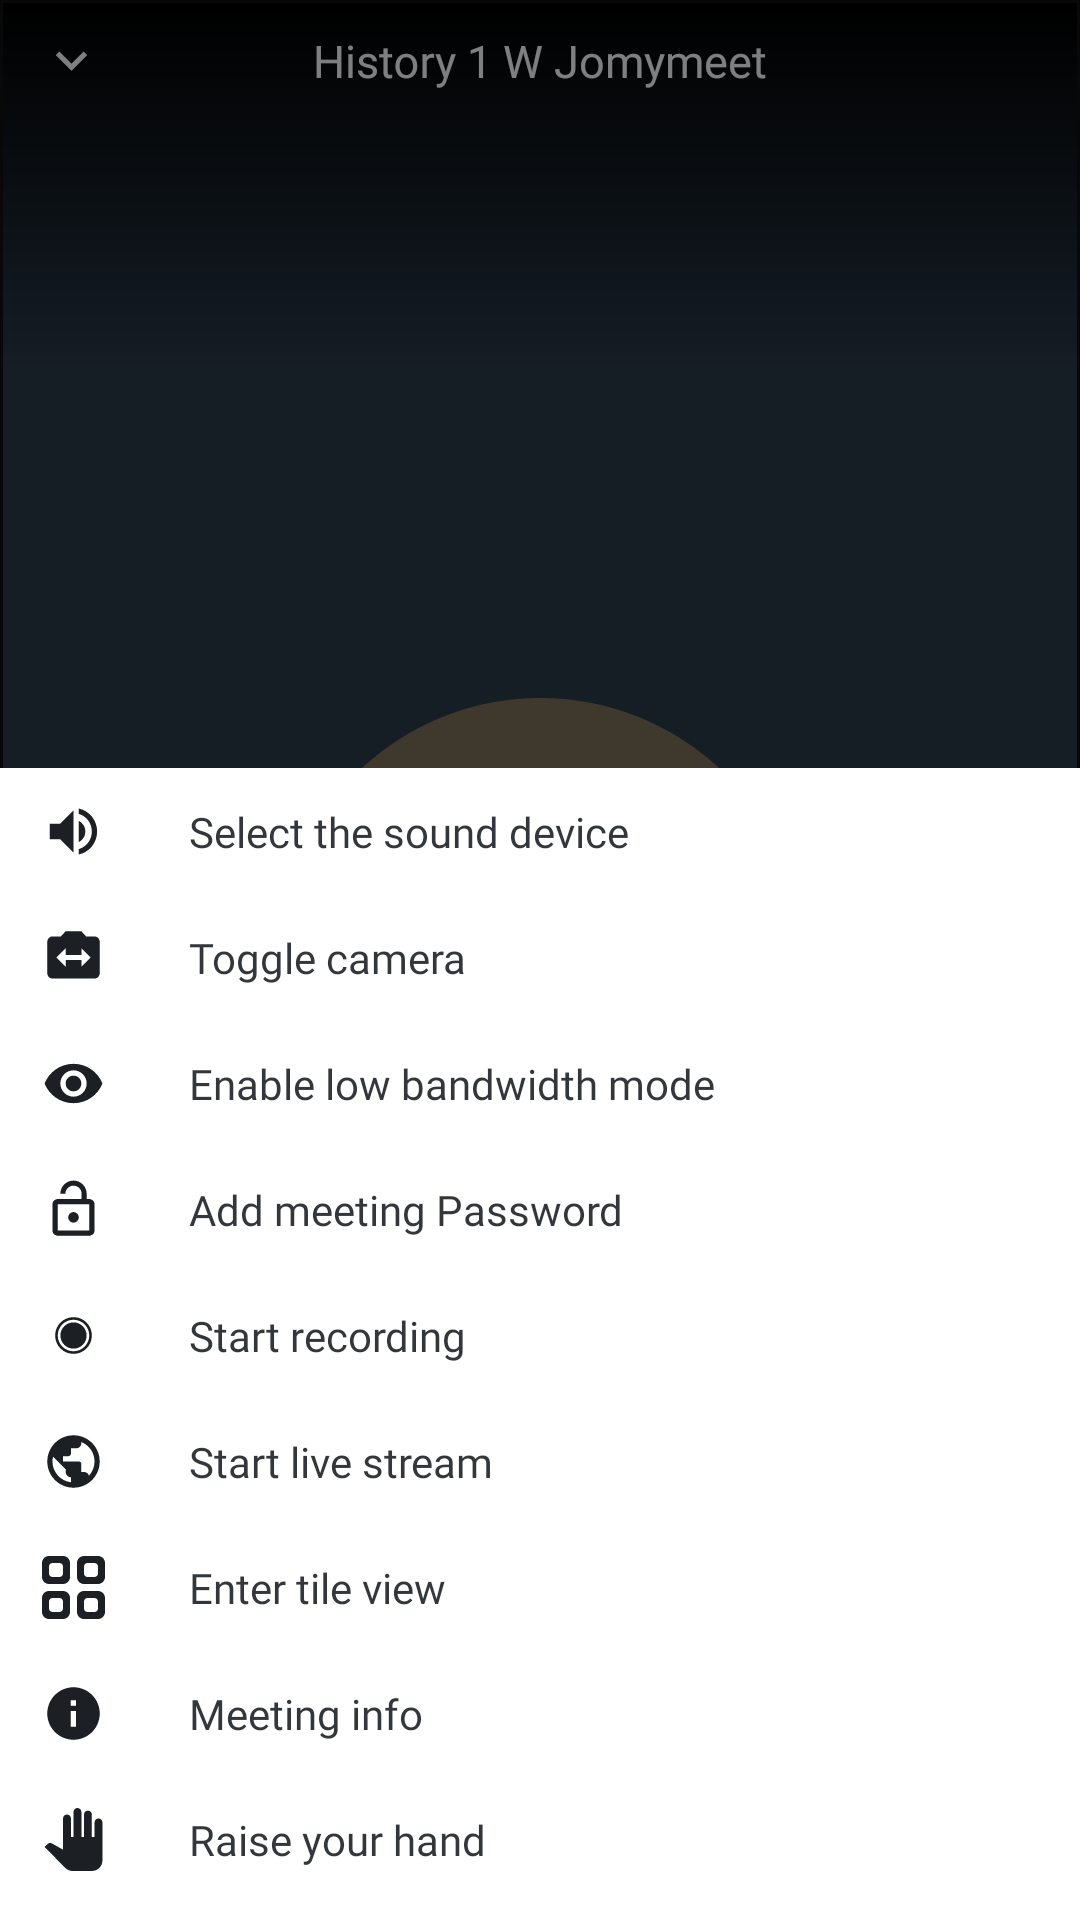 History 1 W Jomymeet
Select the sound device
Toggle camera
Enable low bandwidth mode
Add meeting Password
Start recording
Start live stream
Enter tile view
Meeting info
Raise your hand